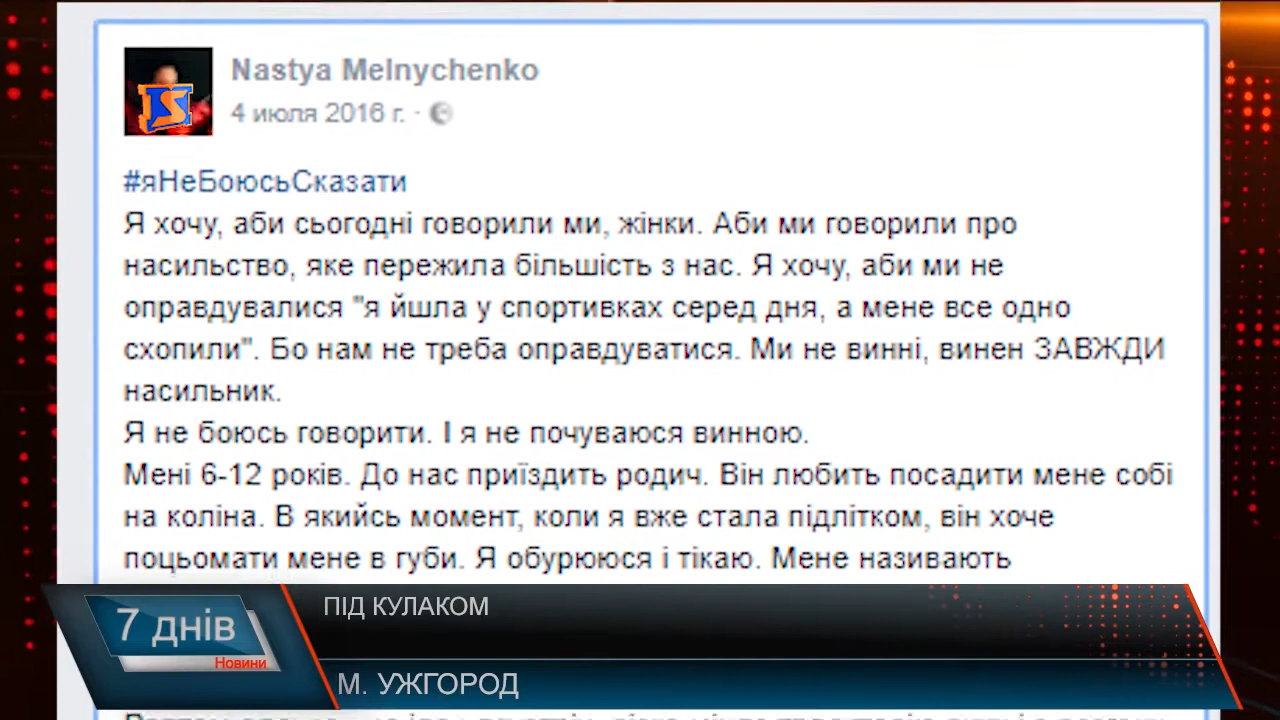 Nastya Melnychenko
4 июля 2016 г.
#яНеБоюсьСказати
Я хочу, аби сьогодні говорили ми, жінки. Аби ми говорили про
насильство, яке пережила більшість з нас. Я хочу, аби ми не
оправдувалися "я йшла у спортивках серед дня, а мене все одно
схопили". Бо нам не треба оправдуватися. Ми не винні, винен ЗАВЖДИ
насильник.
Я не боюсь говорити. І я не почуваюся винною.
Мені 6-12 років. До нас приїздить родич. Він любить посадити мене собі
на коліна. В якийсь момент, коли я вже стала підлітком, він хоче
поцьомати мене в губи. Я обурююся і тікаю. Мене називають
7 днів
Новини
ПІД КУЛАКОМ
М. УЖГОРОД